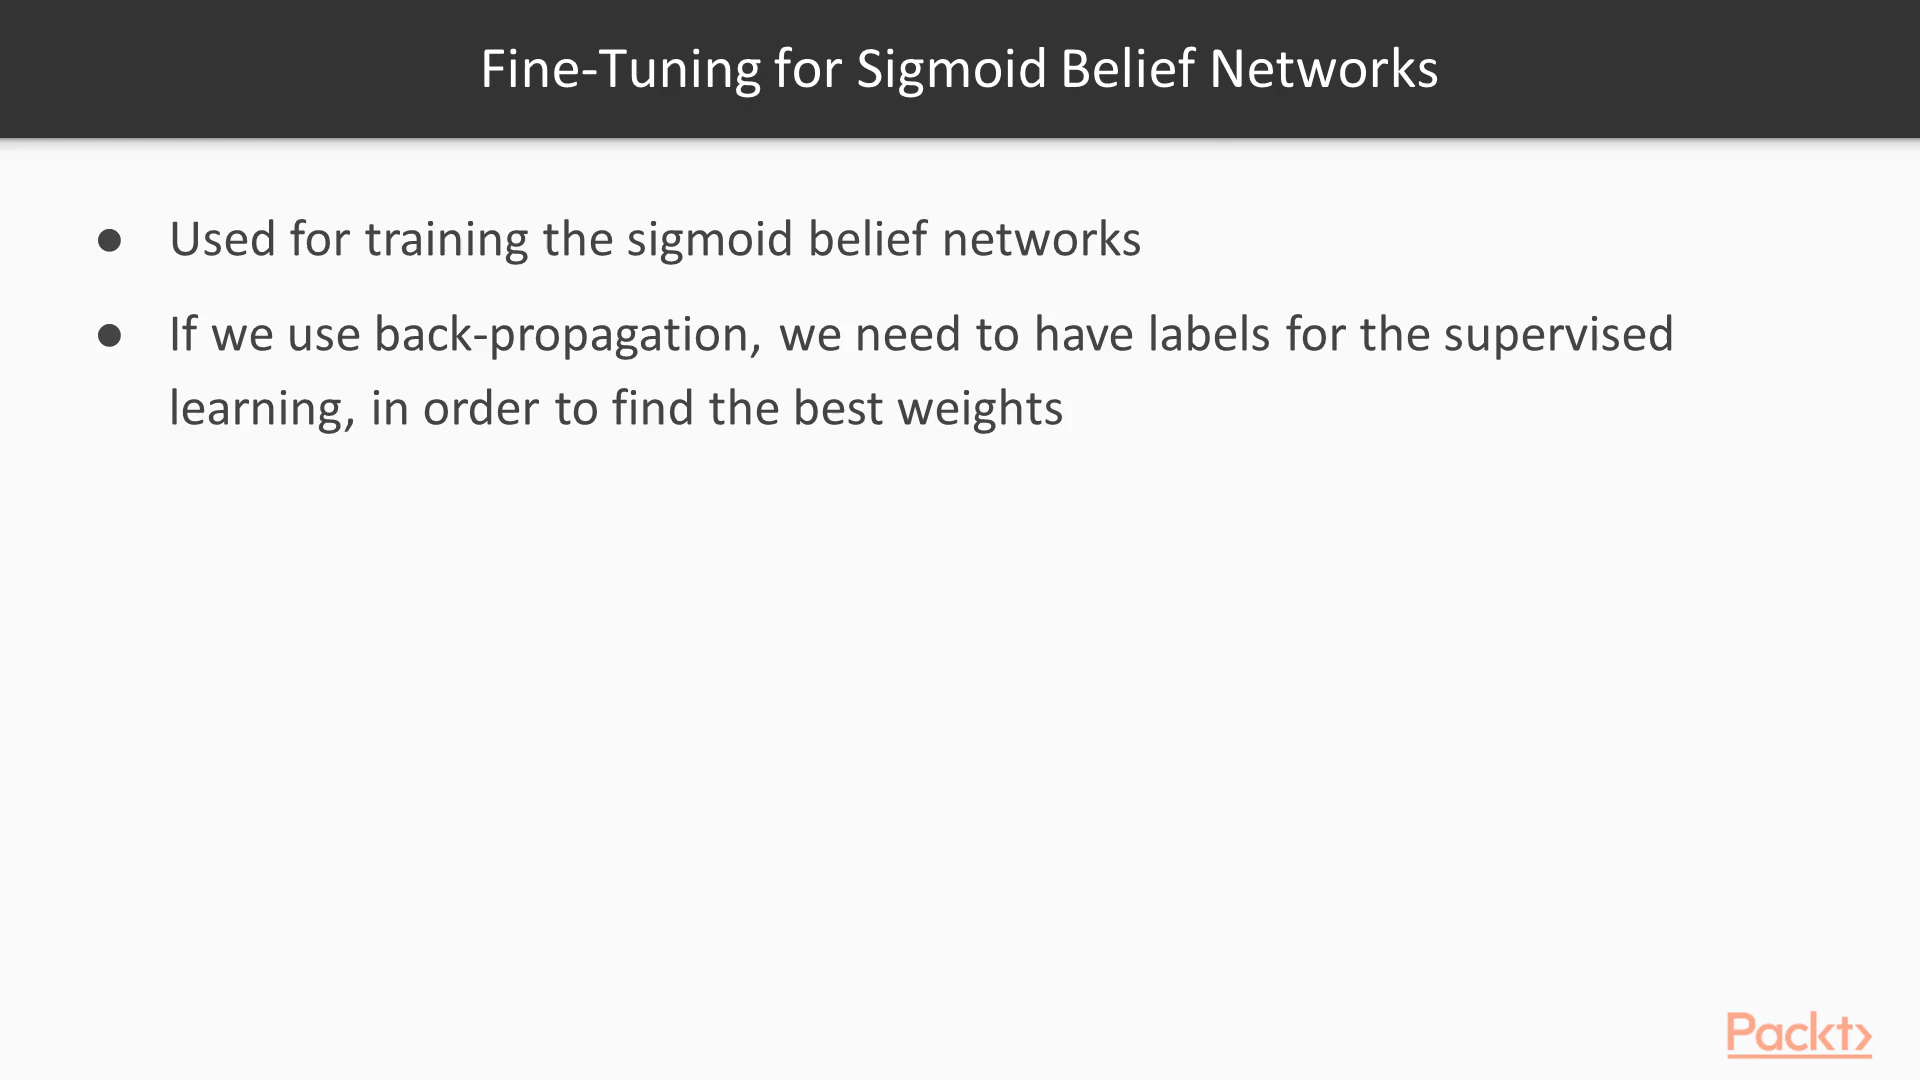 Fine-Tuning for Sigmoid Belief Networks
● Used for training the sigmoid belief networks
● If we use back-propagation, we need to have labels for the supervised
learning, in order to find the best weights
Packt>